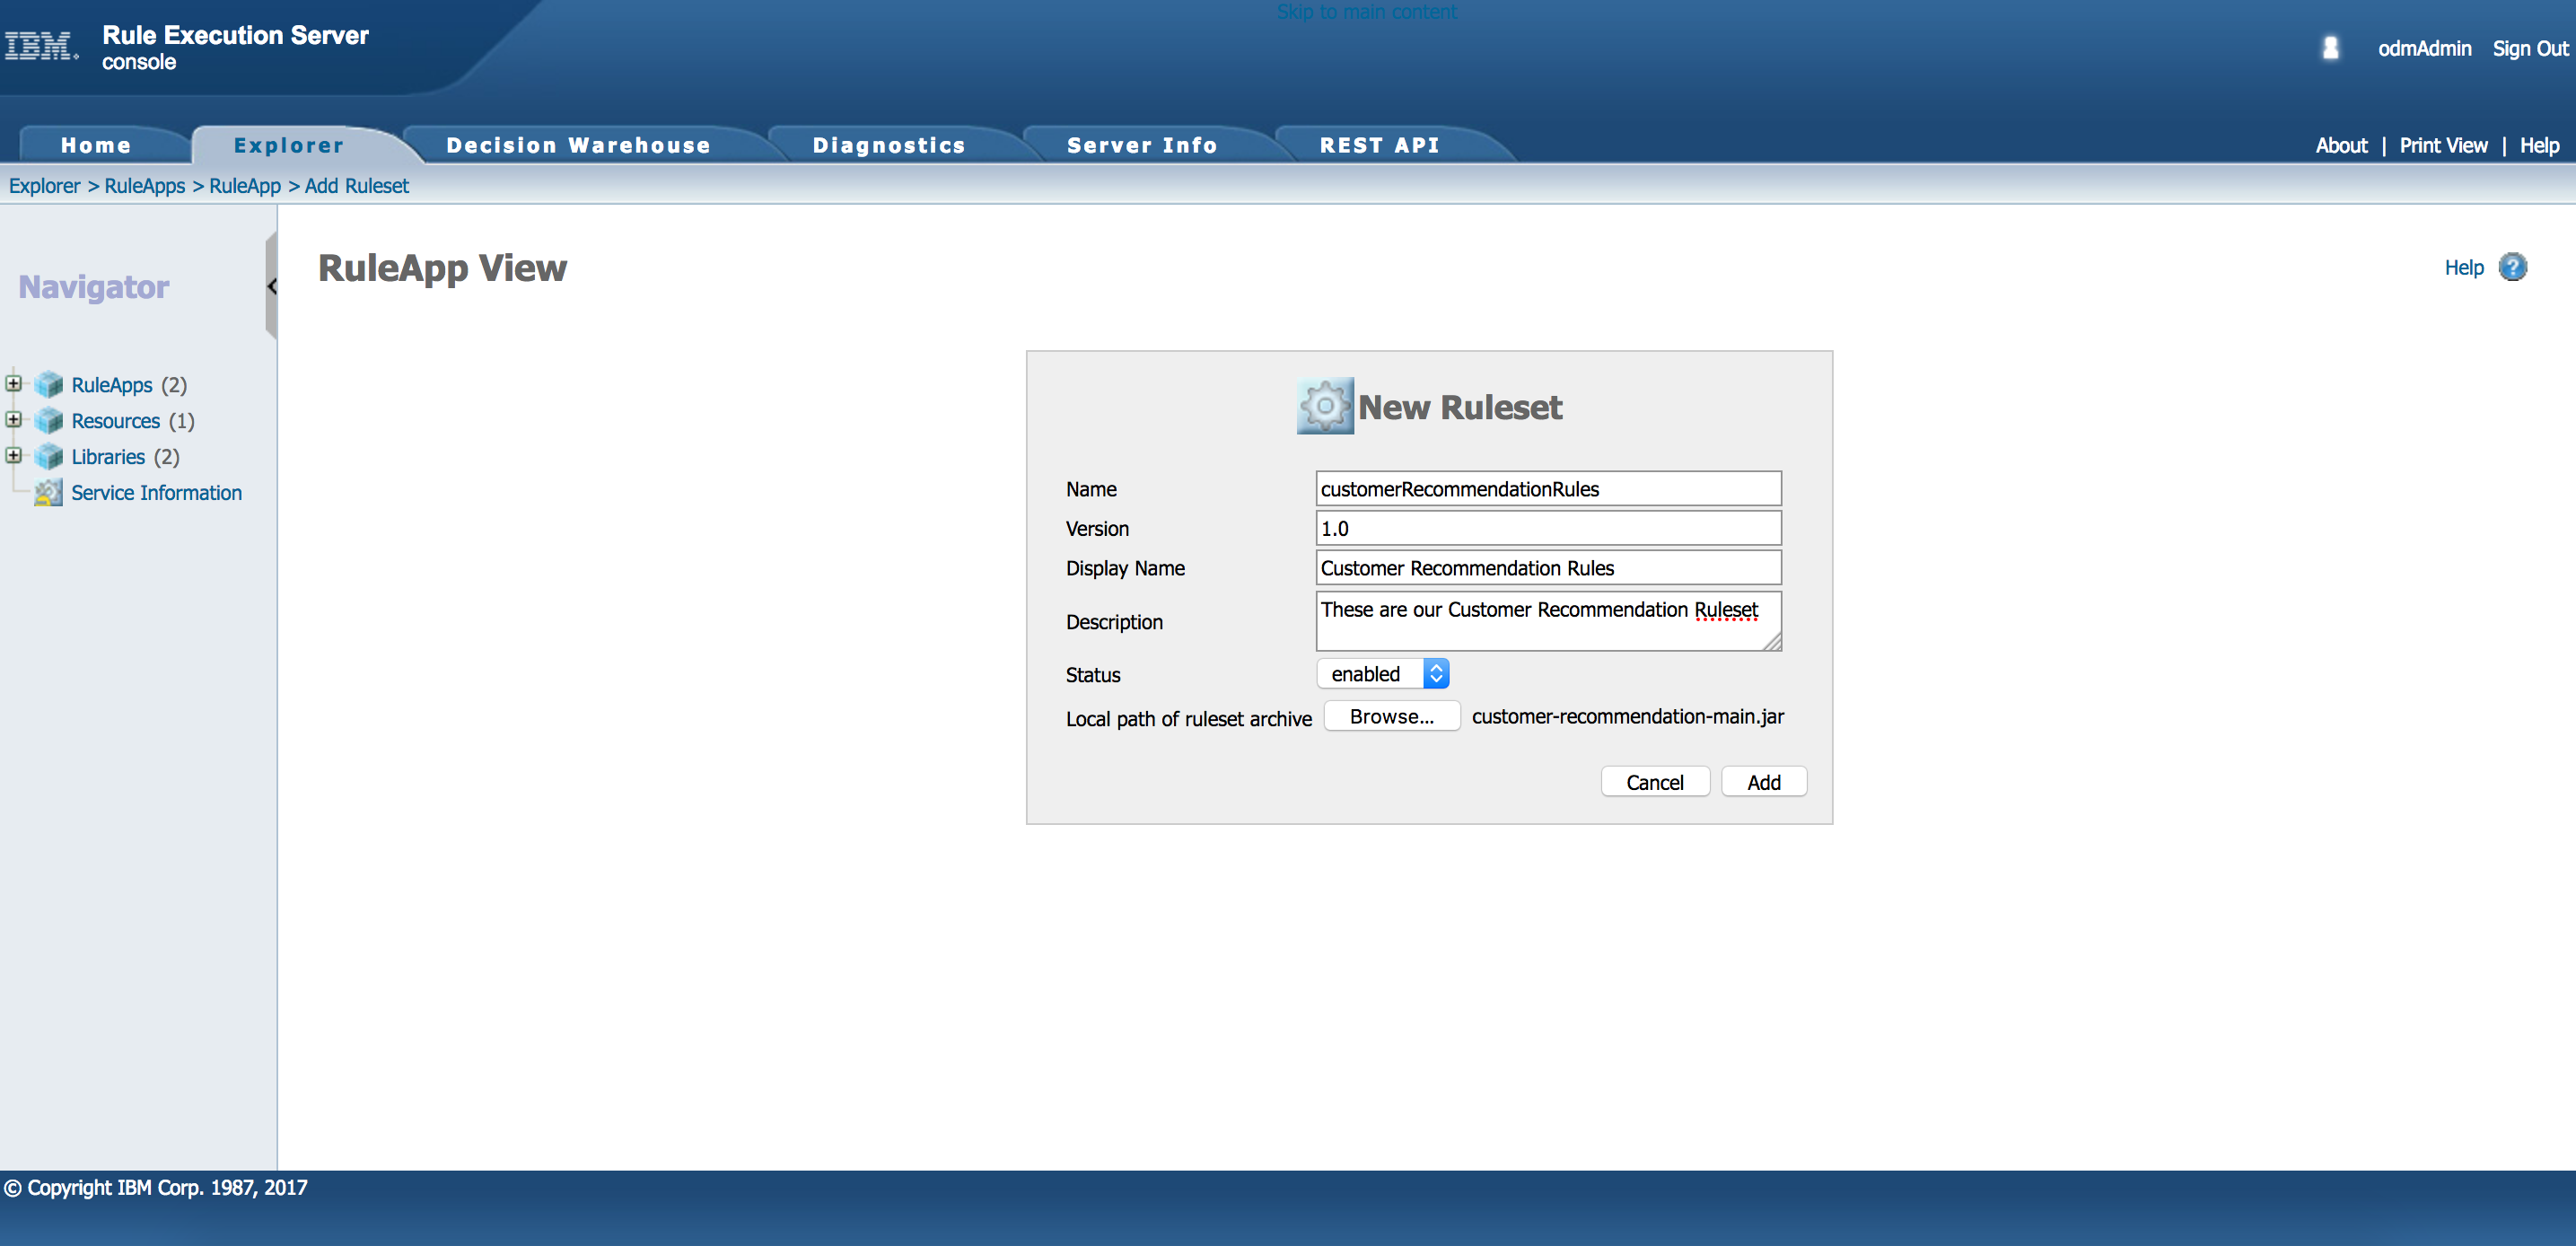 Skip to main content
IBM. Rule Execution Server
console
odmAdmin Sign Out
Home Explorer Decision Warehouse Diagnostics Server Info REST API
About | Print View | Help
Explorer > RuleApps > RuleApp > Add Ruleset
Navigator
RuleApps (2)
Resources (1)
Libraries (2)
Service Information
RuleApp View
Help ?
New Ruleset
Name customerRecommendationRules
Version 1.0
Display Name Customer Recommendation Rules
Description These are our Customer Recommendation Ruleset
Status enabled
Local path of ruleset archive Browse... customer-recommendation-main.jar
Cancel Add
© Copyright IBM Corp. 1987, 2017